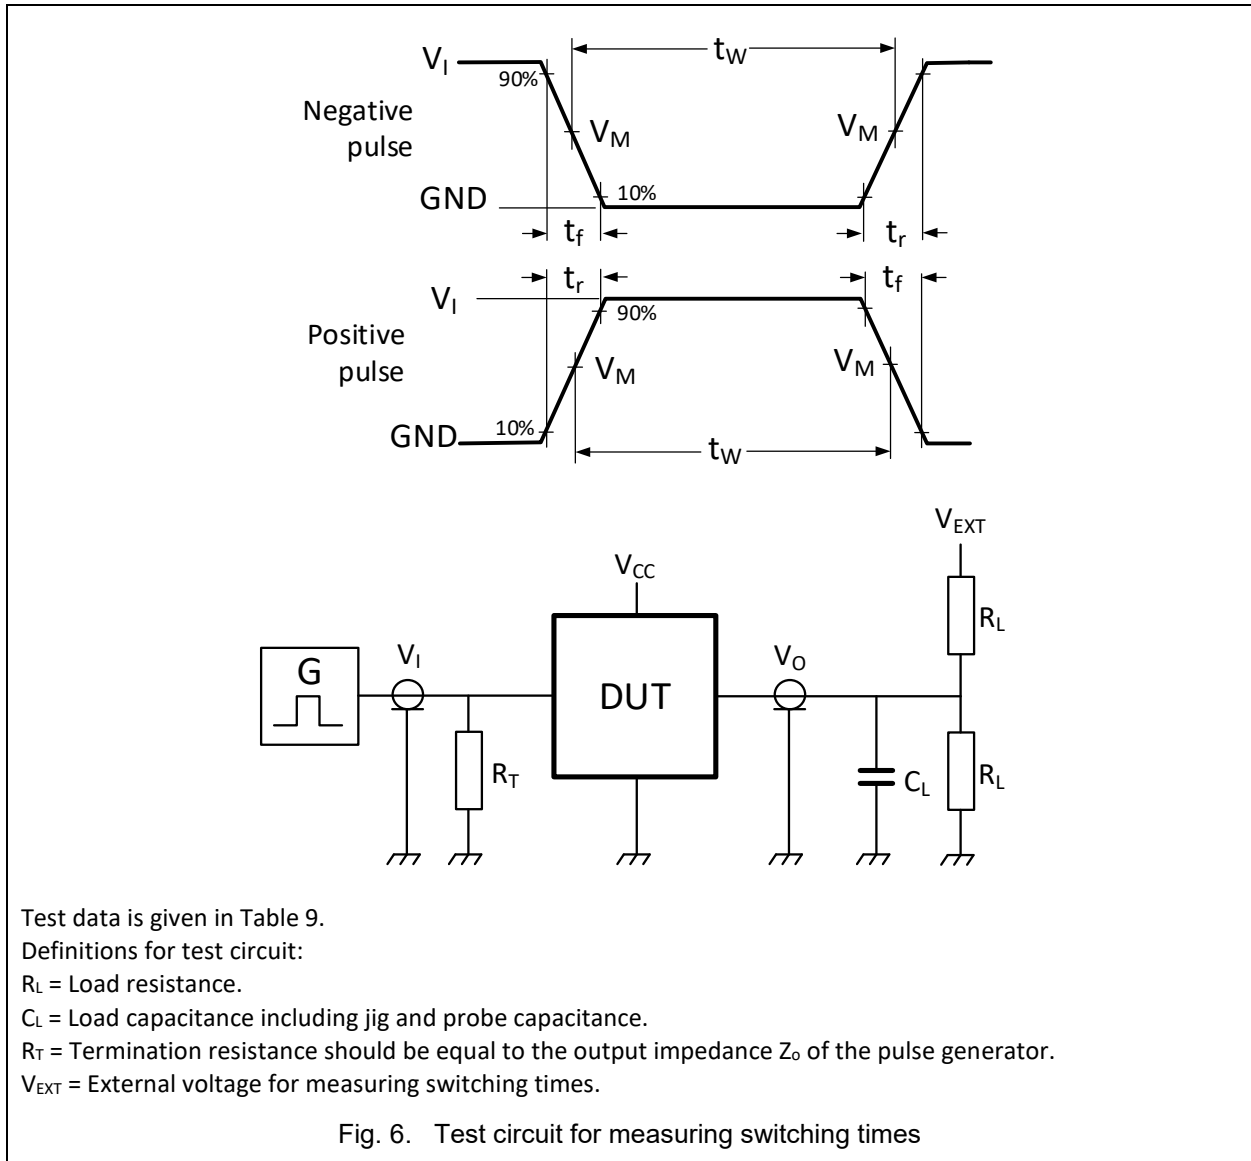 t_W
V_I
90%
Negative
pulse
V_M
V_M
GND
10%
t_f
t_r
t_r
t_f
V_I
90%
Positive
pulse
V_M
V_M
10%
GND
t_W
V_EXT
V_CC
R_L
G
V_I
DUT
V_O
R_T
C_L
R_L
Test data is given in Table 9.
Definitions for test circuit:
R_L = Load resistance.
C_L = Load capacitance including jig and probe capacitance.
R_T = Termination resistance should be equal to the output impedance Z_o of the pulse generator.
V_EXT = External voltage for measuring switching times.
Fig. 6. Test circuit for measuring switching times